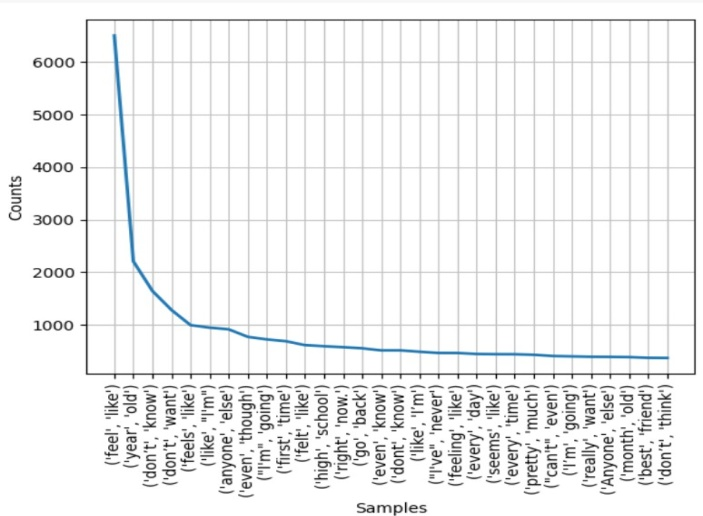 6000
5000
4000
3000
2000
1000
Counts
('feel', 'like')
('year', 'old')
('don't, 'know')
('don't, 'want')
('feels', 'like')
('like', "I'm")
('anyone', 'else')
('even', 'though')
("I'm", 'going')
('first', 'time')
('felt', 'like')
('high', 'school')
('right', 'now.')
('go', 'back')
('even', 'know')
('dont', 'know')
('like', 'I'm')
("I've", 'never')
('feeling', 'like')
('every', 'day')
('seems', 'like')
('every', 'time')
('pretty', 'much')
("can't", 'even')
('I'm', 'going')
('really', 'want')
('Anyone', 'else')
('month', 'old')
('best', 'friend')
('don't, 'think')
Samples